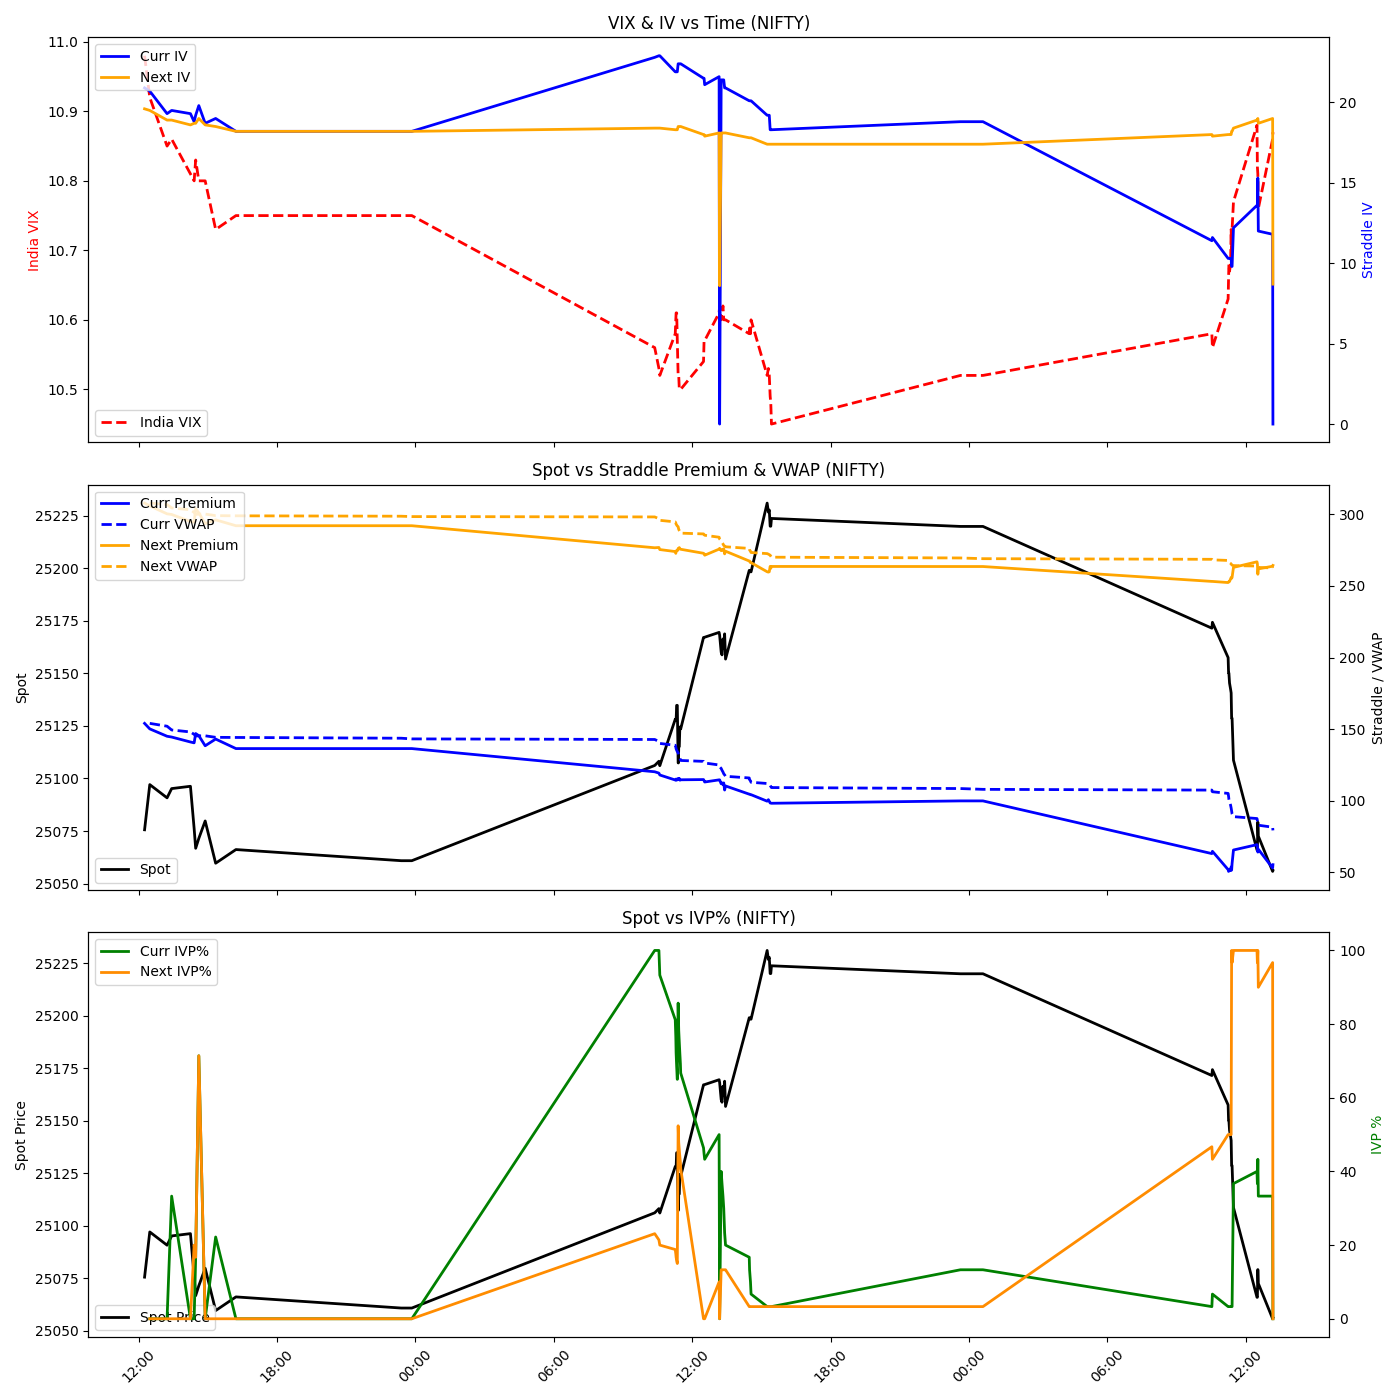 VIX & IV vs Time (NIFTY)
Curr IV
Next IV
India VIX
India VIX
Straddle IV
11.0
10.9
10.8
10.7
10.6
10.5
20
15
10
5
0
Spot vs Straddle Premium & VWAP (NIFTY)
Curr Premium
Curr VWAP
Next Premium
Next VWAP
Spot
Spot
Straddle / VWAP
25225
25200
25175
25150
25125
25100
25075
25050
300
250
200
150
100
50
Spot vs IVP% (NIFTY)
Curr IVP%
Next IVP%
Spot Price
Spot Price
IVP %
25225
25200
25175
25150
25125
25100
25075
25050
100
80
60
40
20
0
12:00
18:00
00:00
06:00
12:00
18:00
00:00
06:00
12:00